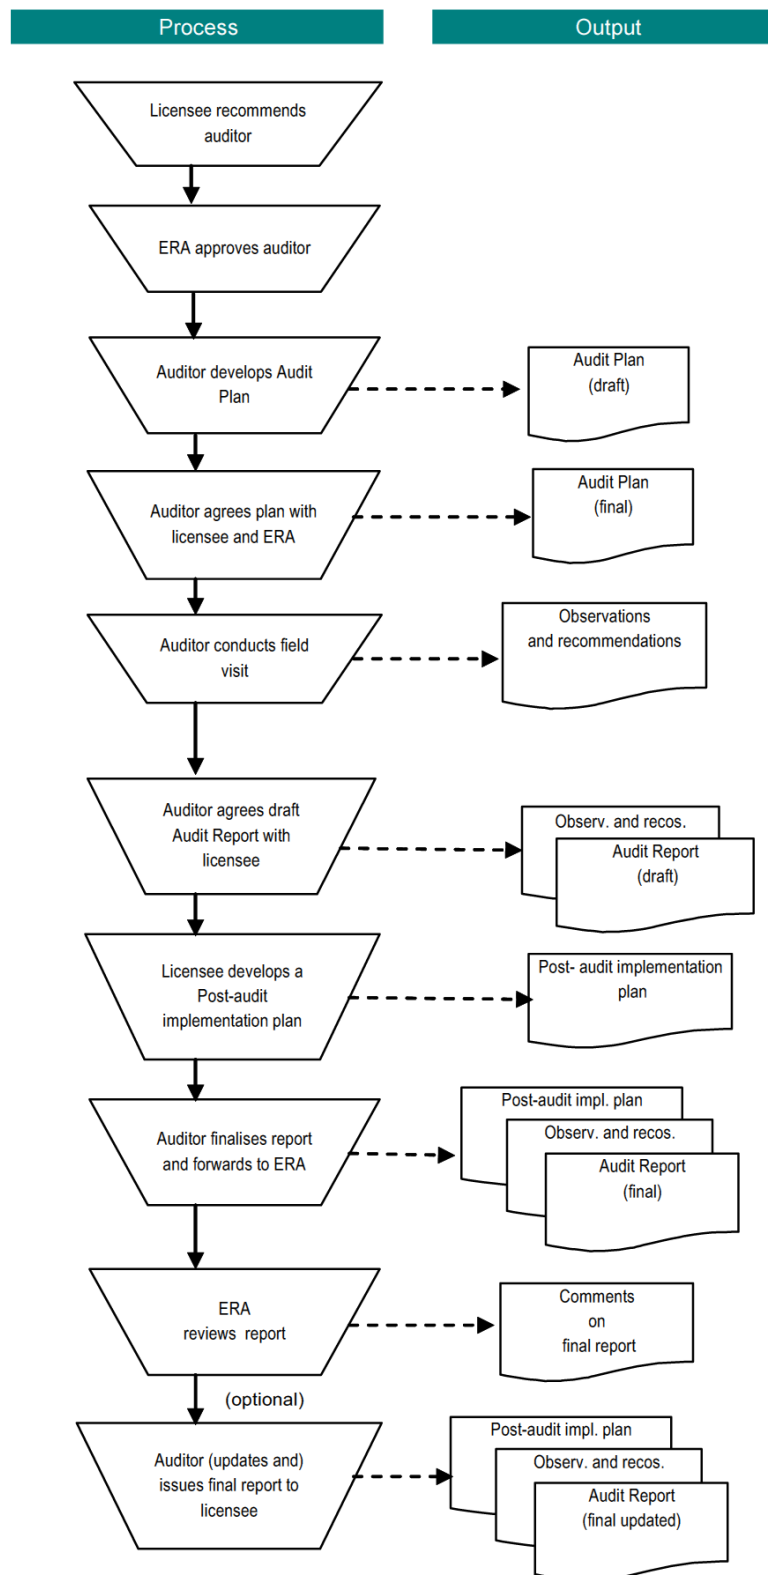 Process
Output
Licensee recommends
auditor
ERA approves auditor
Auditor develops Audit
Plan
Audit Plan
(draft)
Auditor agrees plan with
licensee and ERA
Audit Plan
(final)
Auditor conducts field
visit
Observations
and recommendations
Auditor agrees draft
Audit Report with
licensee
Observ. and recos.
Audit Report
(draft)
Licensee develops a
Post-audit
implementation plan
Post- audit implementation
plan
Auditor finalises report
and forwards to ERA
Post-audit impl. plan
Observ. and recos.
Audit Report
(final)
ERA
reviews report
Comments
on
final report
(optional)
Auditor (updates and)
issues final report to
licensee
Post-audit impl. plan
Observ. and recos.
Audit Report
(final updated)